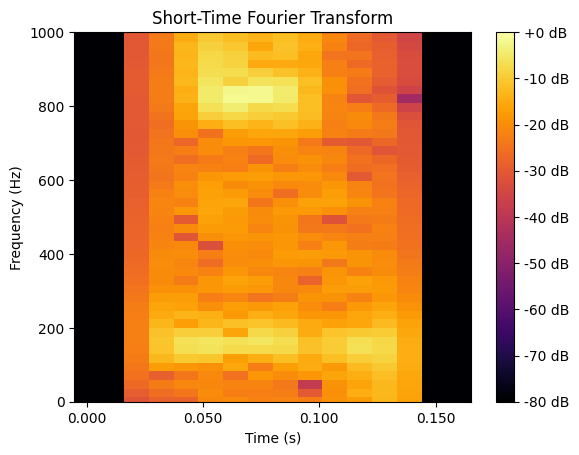 Short-Time Fourier Transform
1000
800
600
400
200
0
Frequency (Hz)
0.000
0.050
0.100
0.150
Time (s)
+0 dB
-10 dB
-20 dB
-30 dB
-40 dB
-50 dB
-60 dB
-70 dB
-80 dB